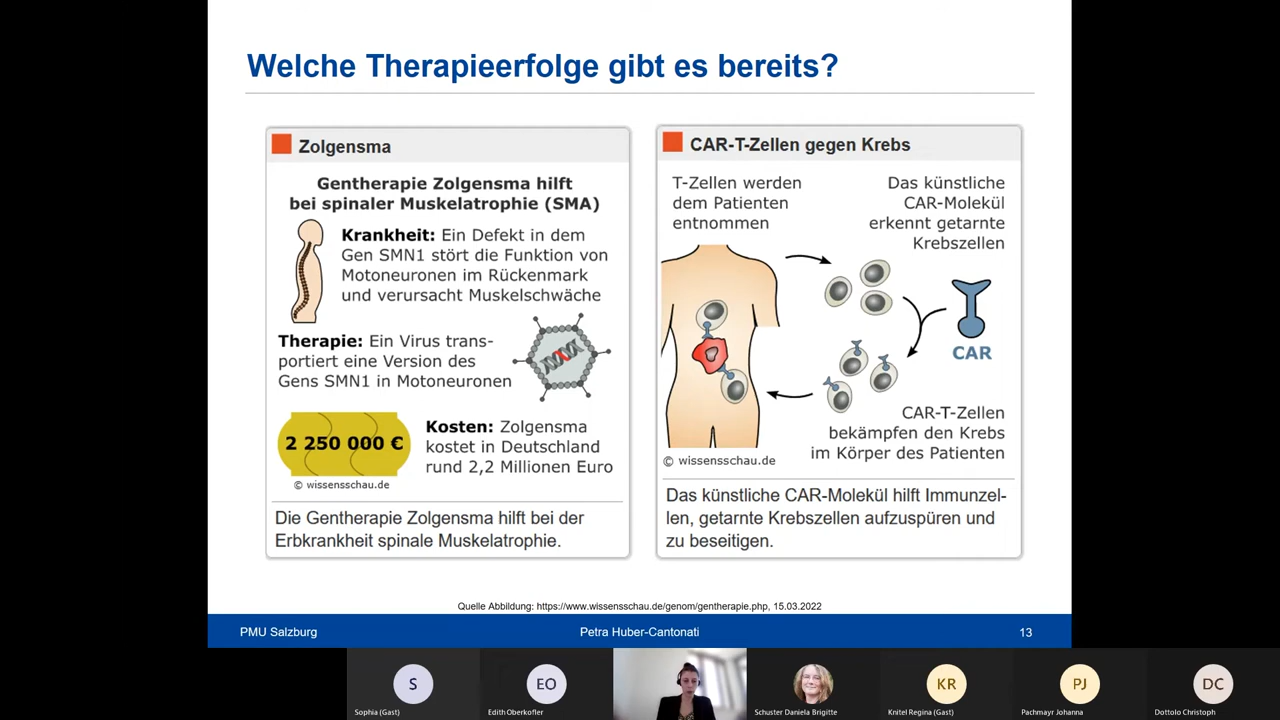 Welche Therapieerfolge gibt es bereits?
Zolgensma
Gentherapie Zolgensma hilft
bei spinaler Muskelatrophie (SMA)
Krankheit: Ein Defekt in dem
Gen SMN1 stört die Funktion von
Motoneuronen im Rückenmark
und verursacht Muskelschwäche
Therapie: Ein Virus trans-
portiert eine Version des
Gens SMN1 in Motoneuronen
2 250 000 €
Kosten: Zolgensma
kostet in Deutschland
rund 2,2 Millionen Euro
© wissensschau.de
Die Gentherapie Zolgensma hilft bei der
Erbkrankheit spinale Muskelatrophie.
CAR-T-Zellen gegen Krebs
T-Zellen werden
dem Patienten
entnommen
Das künstliche
CAR-Molekül
erkennt getarnte
Krebszellen
CAR
CAR-T-Zellen
bekämpfen den Krebs
im Körper des Patienten
© wissensschau.de
Das künstliche CAR-Molekül hilft Immunzel-
len, getarnte Krebszellen aufzuspüren und
zu beseitigen.
Quelle Abbildung: https://www.wissensschau.de/genom/gentherapie.php, 15.03.2022
PMU Salzburg
Petra Huber-Cantonati
13
S
Sophia (Gast)
EO
Edith Oberkofler
Schuster Daniela Brigitte
KR
Knitel Regina (Gast)
PJ
Pachmayr Johanna
DC
Dottolo Christoph